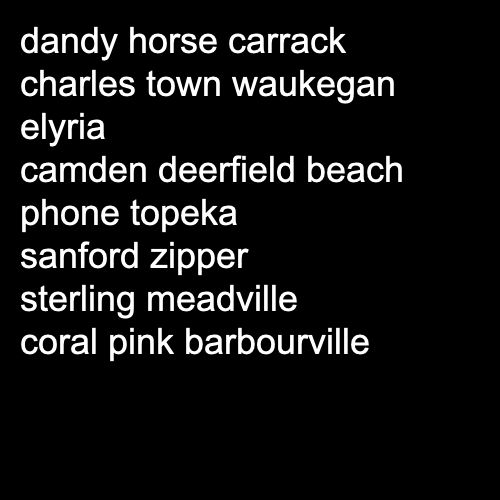 dandy horse carrack
charles town waukegan
elyria
camden deerfield beach
phone topeka
sanford zipper
sterling meadville
coral pink barbourville